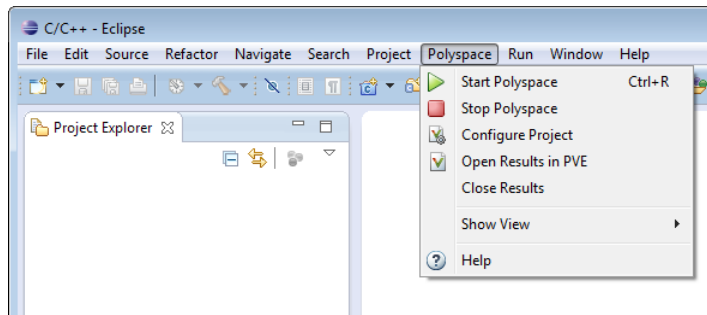 C/C++ - Eclipse
File Edit Source Refactor Navigate Search Project Polyspace Run Window Help
Project Explorer
Start Polyspace Ctrl+R
Stop Polyspace
Configure Project
Open Results in PVE
Close Results
Show View
Help